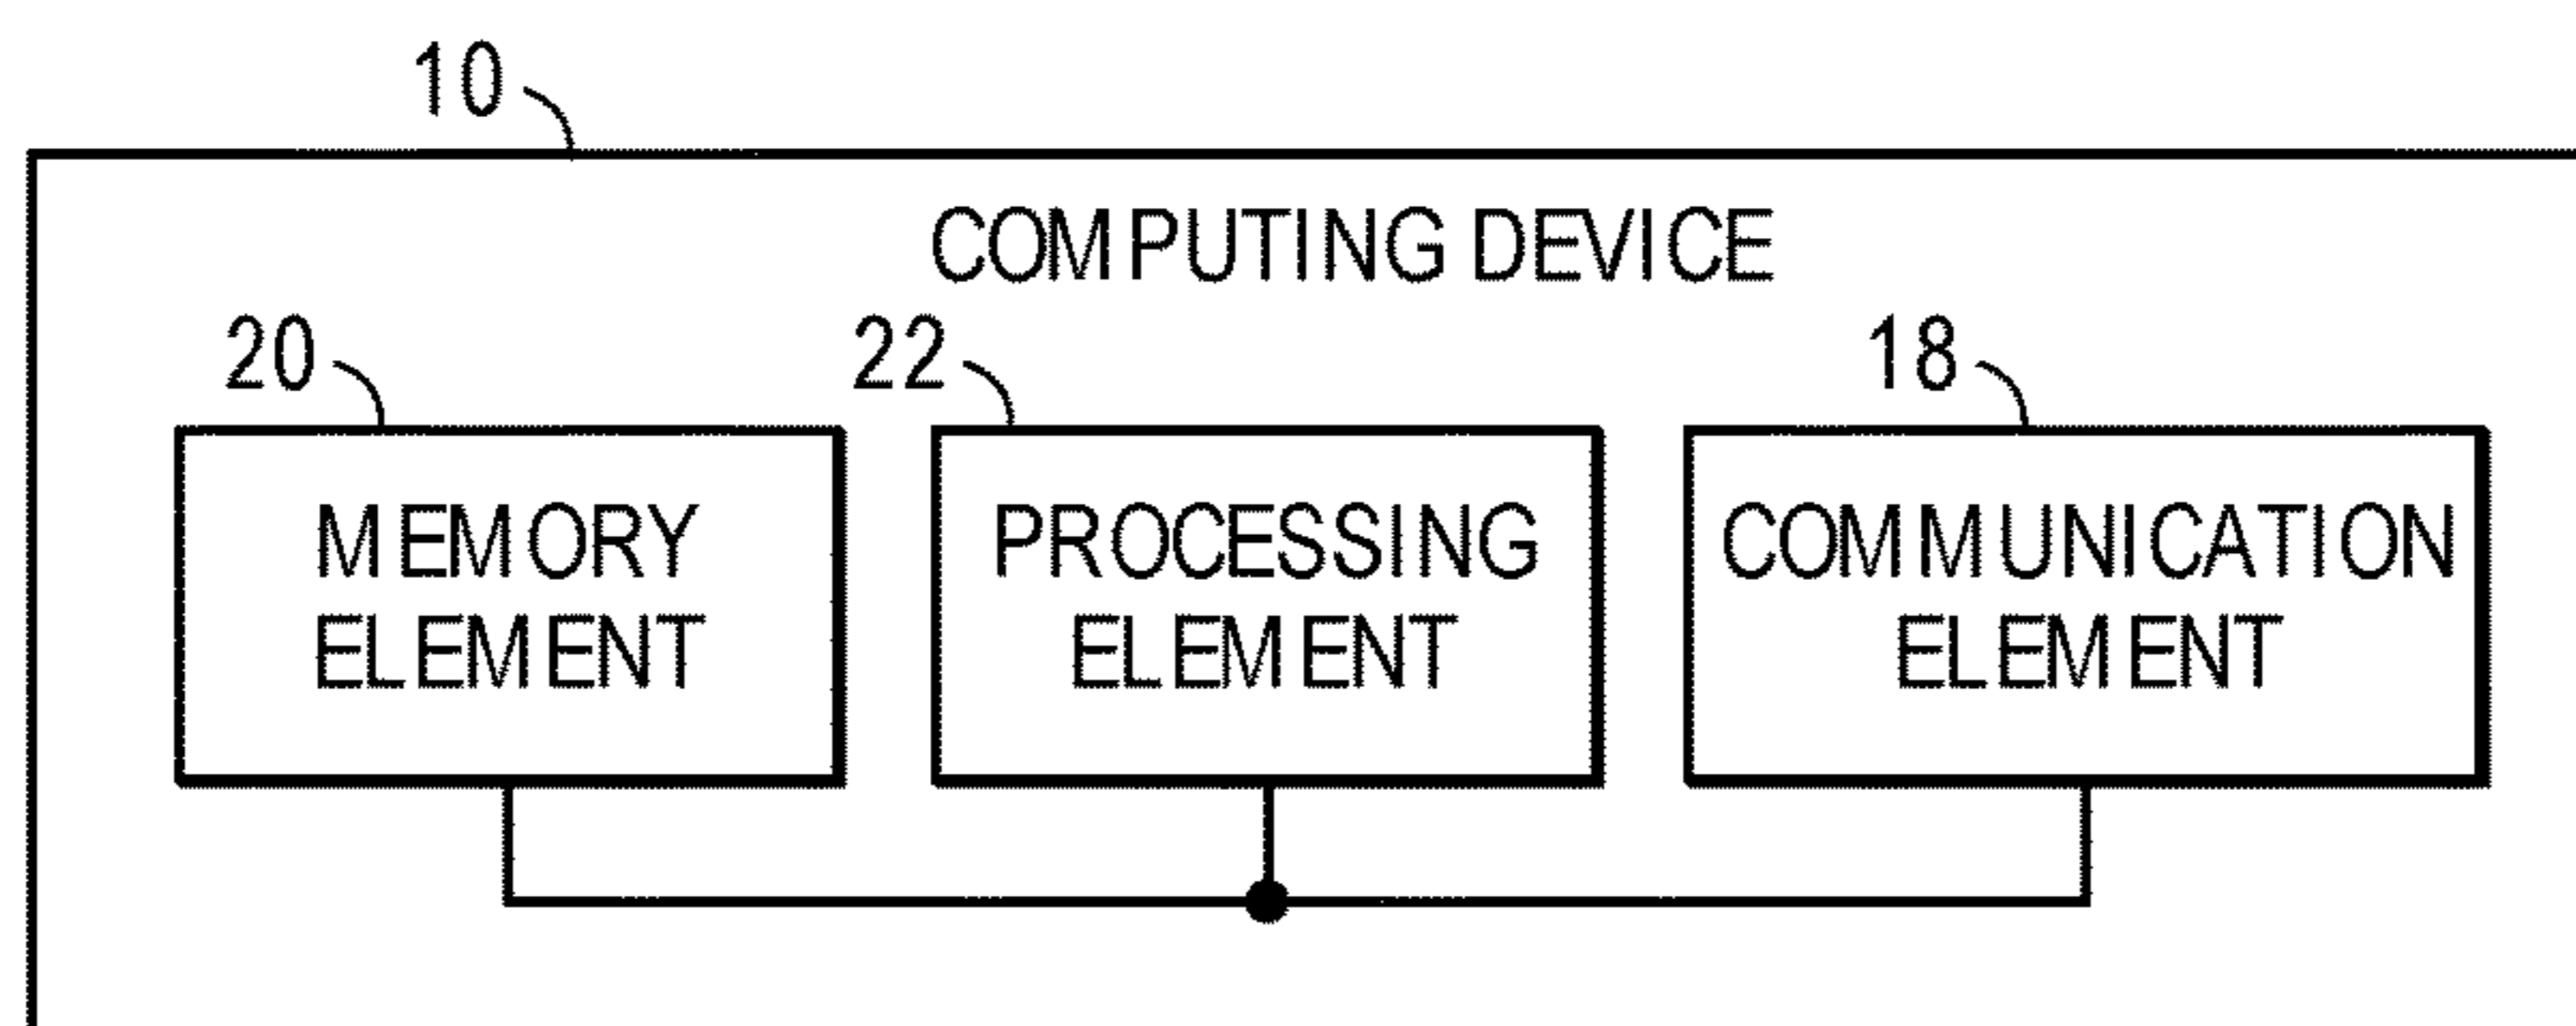 10
COMPUTING DEVICE
20
22
18
MEMORY
ELEMENT
PROCESSING
ELEMENT
COMMUNICATION
ELEMENT